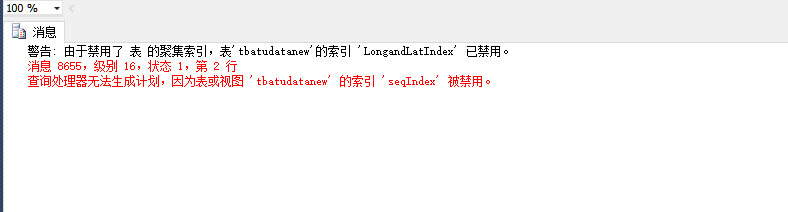 100 %
消息
警告: 由于禁用了 表 的聚集索引，表'tbatudatanew'的索引 'LongandLatIndex' 已禁用。
消息 8655，级别 16，状态 1，第 2 行
查询处理器无法生成计划，因为表或视图 'tbatudatanew' 的索引 'seqIndex' 被禁用。